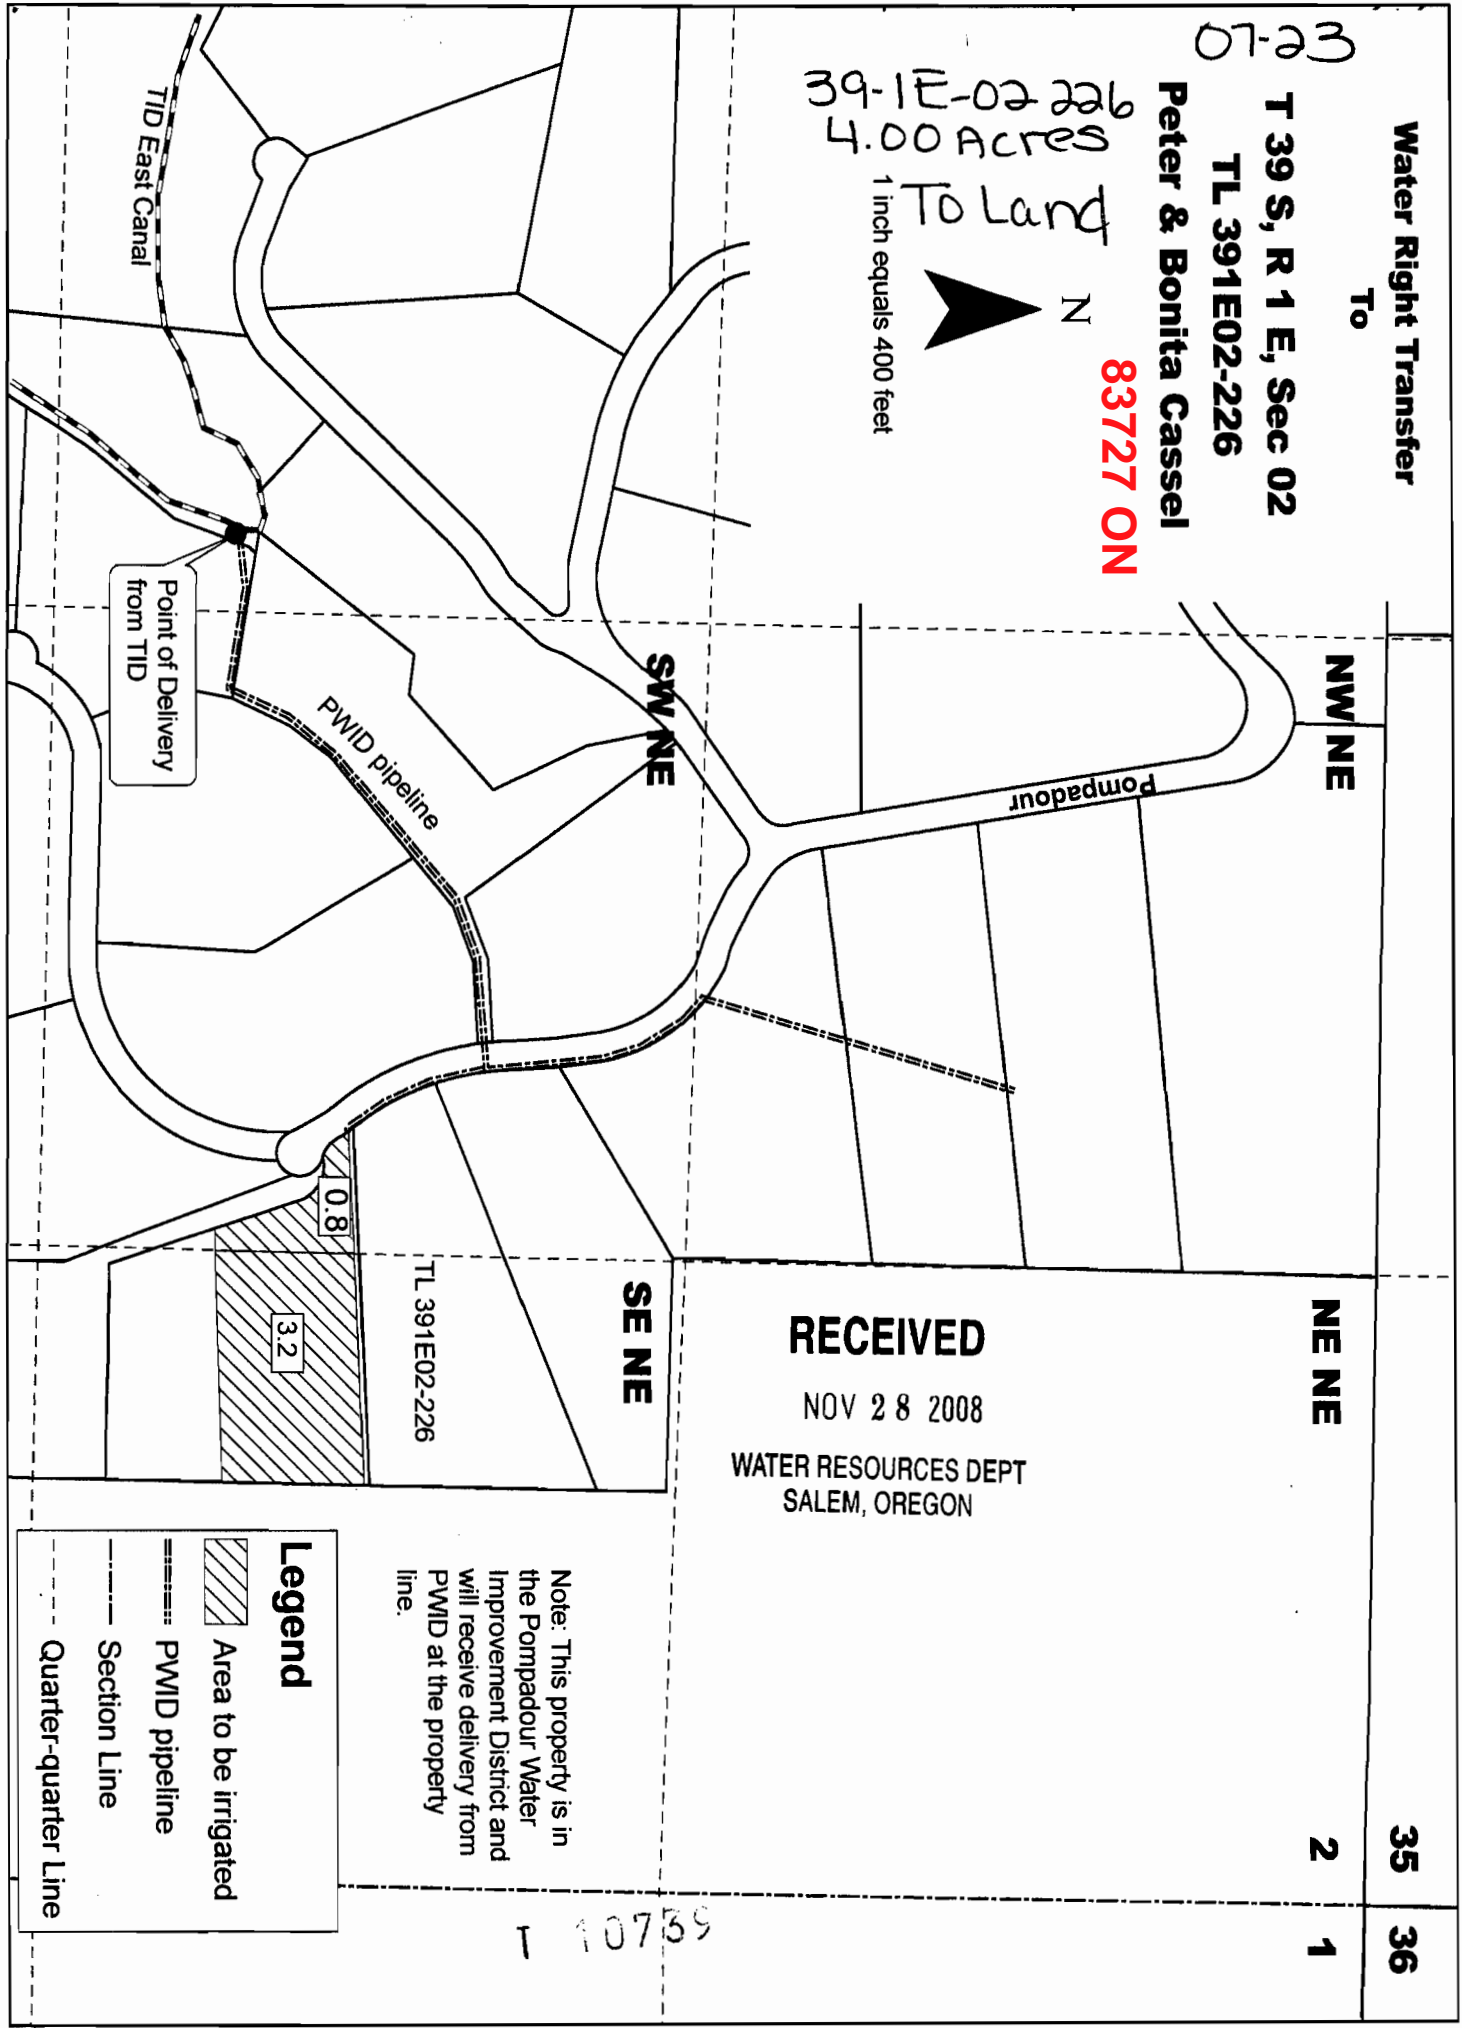 Water Right Transfer
To
T 39 S, R 1 E, Sec 02
TL 391E02-226
Peter & Bonita Cassel
07-23
39-1E-02-226
4.00 Acres
To Land
83727 ON
N
1 inch equals 400 feet
35
36
2
1
NW NE
NE NE
SW NE
SE NE
Pompadour
TID East Canal
Point of Delivery
from TID
PWID pipeline
0.8
3.2
TL 391E02-226
RECEIVED
NOV 28 2008
WATER RESOURCES DEPT
SALEM, OREGON
Note: This property is in
the Pompadour Water
Improvement District and
will receive delivery from
PWID at the property
line.
T 10739
Legend
Area to be irrigated
PWID pipeline
Section Line
Quarter-quarter Line